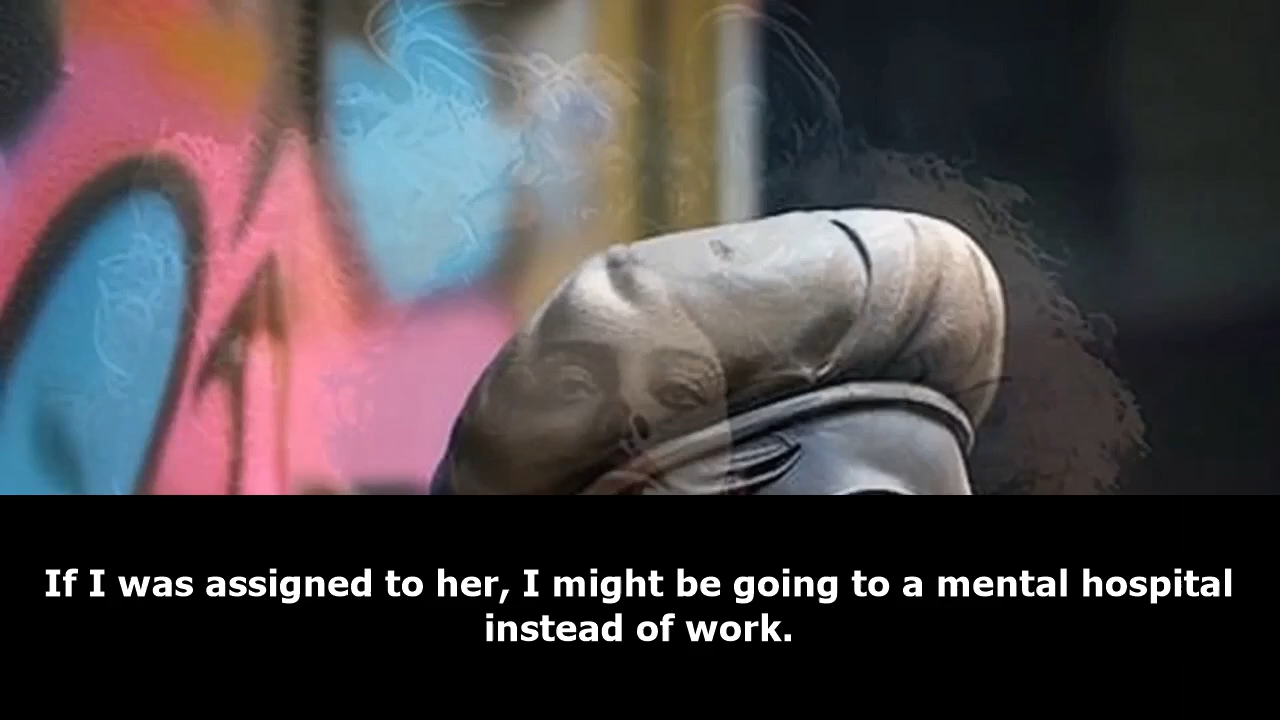 If I was assigned to her, I might be going to a mental hospital
instead of work.